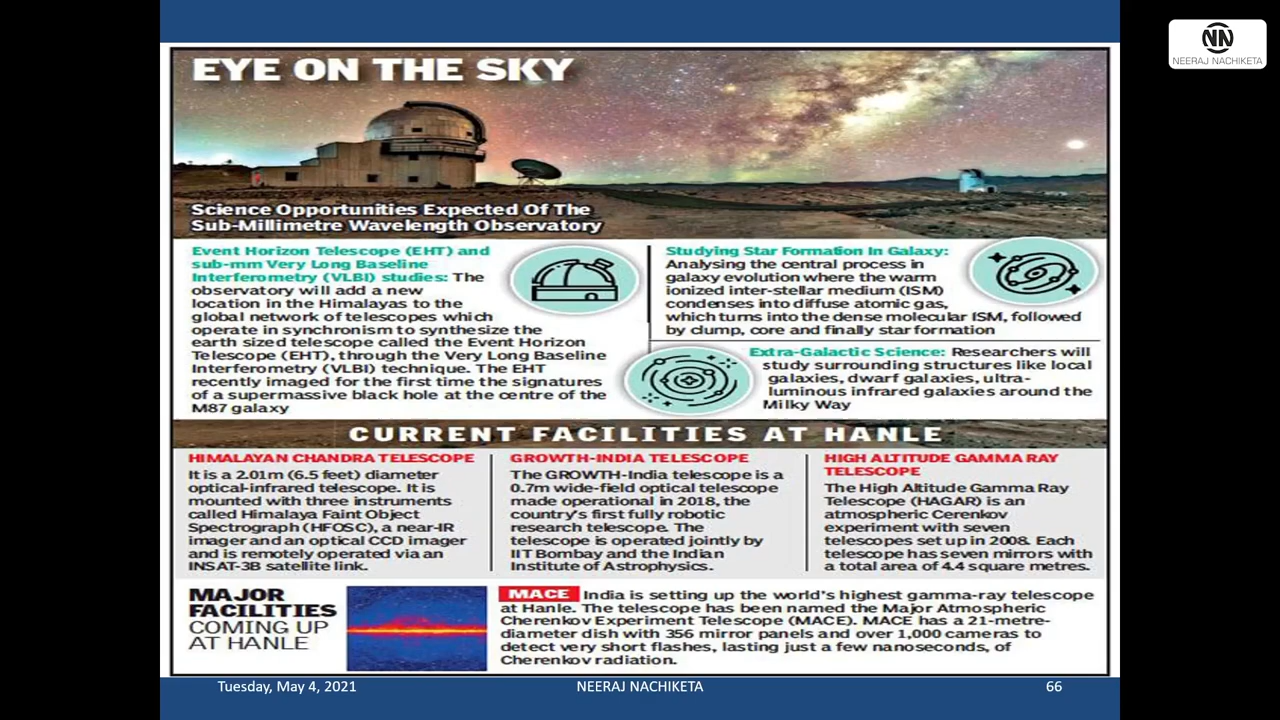 NN
NEERAJ NACHIKETA
EYE ON THE SKY
Science Opportunities Expected Of The
Sub-Millimetre Wavelength Observatory
Event Horizon Telescope (EHT) and
sub-mm Very Long Baseline
Interferometry (VLBI) studies: The
observatory will add a new
location in the Himalayas to the
global network of telescopes which
operate in synchronism to synthesize the
earth sized telescope called the Event Horizon
Telescope (EHT), through the Very Long Baseline
Interferometry (VLBI) technique. The EHT
recently imaged for the first time the signatures
of a supermassive black hole at the centre of the
M87 galaxy
Studying Star Formation In Galaxy:
Analysing the central process in
galaxy evolution where the warm
ionized inter-stellar medium (ISM)
condenses into diffuse atomic gas,
which turns into the dense molecular ISM, followed
by clump, core and finally star formation
Extra-Galactic Science: Researchers will
study surrounding structures like local
galaxies, dwarf galaxies, ultra-
luminous infrared galaxies around the
Milky Way
CURRENT FACILITIES AT HANLE
HIMALAYAN CHANDRA TELESCOPE
It is a 2.01m (6.5 feet) diameter
optical-infrared telescope. It is
mounted with three instruments
called Himalaya Faint Object
Spectrograph (HFOSC), a near-IR
imager and an optical CCD imager
and is remotely operated via an
INSAT-3B satellite link.
GROWTH-INDIA TELESCOPE
The GROWTH-India telescope is a
0.7m wide-field optical telescope
made operational in 2018, the
country's first fully robotic
research telescope. The
telescope is operated jointly by
IIT Bombay and the Indian
Institute of Astrophysics.
HIGH ALTITUDE GAMMA RAY
TELESCOPE
The High Altitude Gamma Ray
Telescope (HAGAR) is an
atmospheric Cerenkov
experiment with seven
telescopes set up in 2008. Each
telescope has seven mirrors with
a total area of 4.4 square metres.
MAJOR
FACILITIES
COMING UP
AT HANLE
MACE India is setting up the world's highest gamma-ray telescope
at Hanle. The telescope has been named the Major Atmospheric
Cherenkov Experiment Telescope (MACE). MACE has a 21-metre-
diameter dish with 356 mirror panels and over 1,000 cameras to
detect very short flashes, lasting just a few nanoseconds, of
Cherenkov radiation.
Tuesday, May 4, 2021
NEERAJ NACHIKETA
66